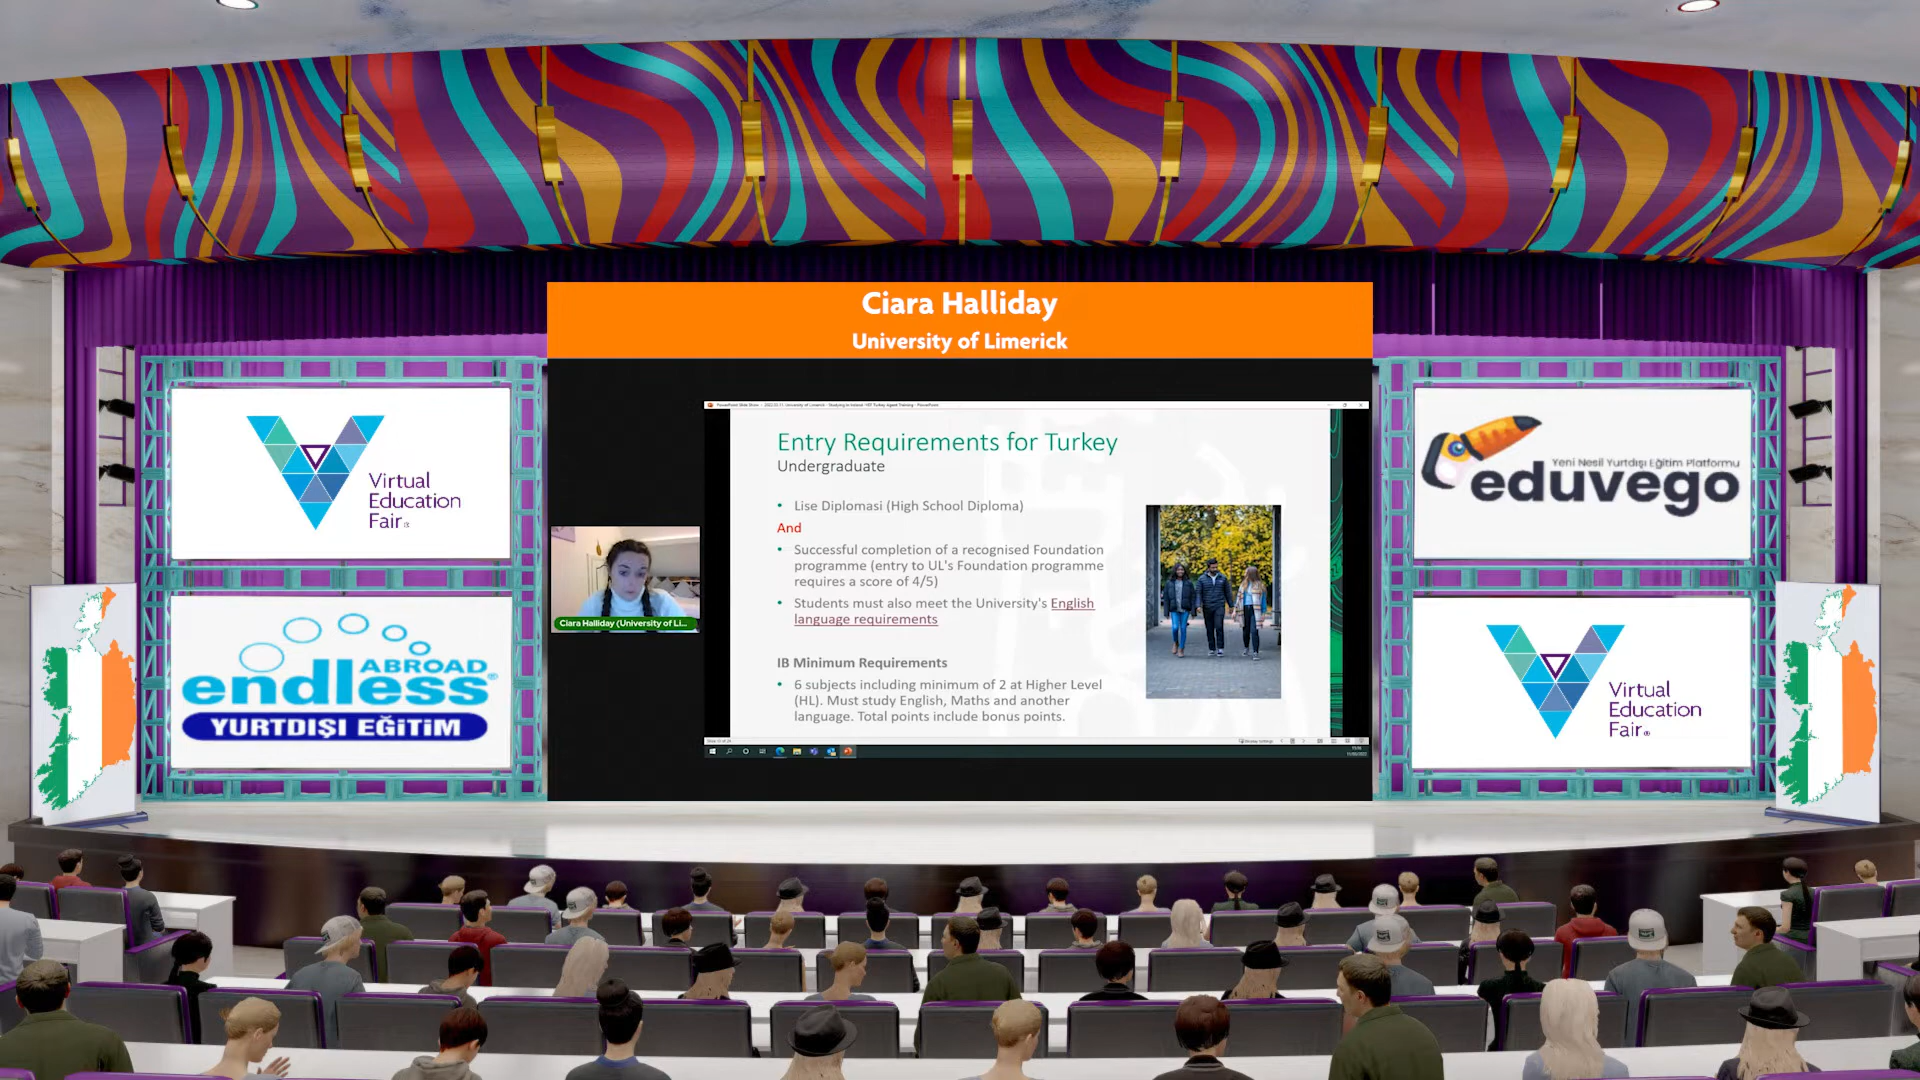 Ciara Halliday
University of Limerick
Virtual
Education
Fair
ABROAD
endless
YURTDIŞI EĞİTİM
Ciara Halliday (University of Li...
Entry Requirements for Turkey
Undergraduate
• Lise Diplomasi (High School Diploma)
And
• Successful completion of a recognised Foundation
programme (entry to UL's Foundation programme
requires a score of 4/5)
• Students must also meet the University's English
language requirements
IB Minimum Requirements
• 6 subjects including minimum of 2 at Higher Level
(HL). Must study English, Maths and another
language. Total points include bonus points.
Yeni Nesil Yurtdışı Eğitim Platformu
eduvego
Virtual
Education
Fair